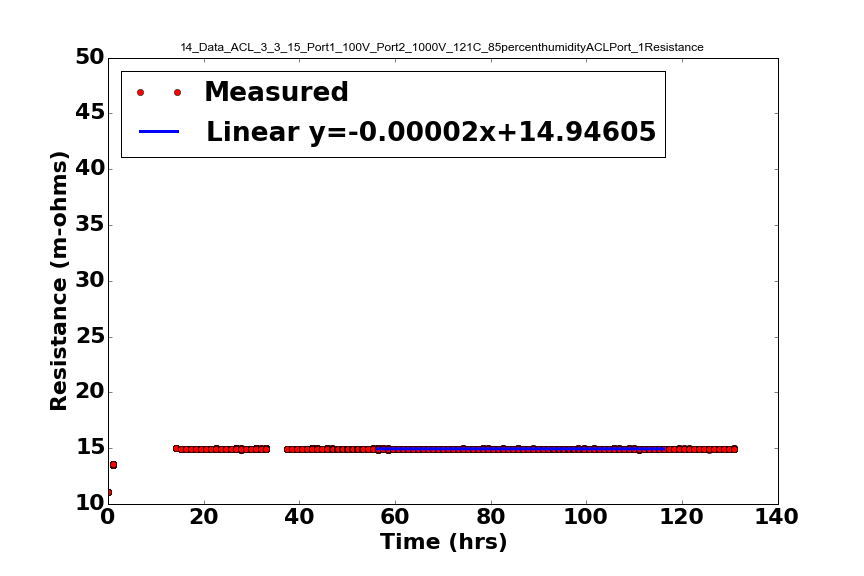 14_Data_ACL_3_3_15_Port1_100V_Port2_1000V_121C_85percenthumidityACLPort_1Resistance
Measured
Linear y=-0.00002x+14.94605
Resistance (m-ohms)
50
45
40
35
30
25
20
15
10
0 20 40 60 80 100 120 140
Time (hrs)